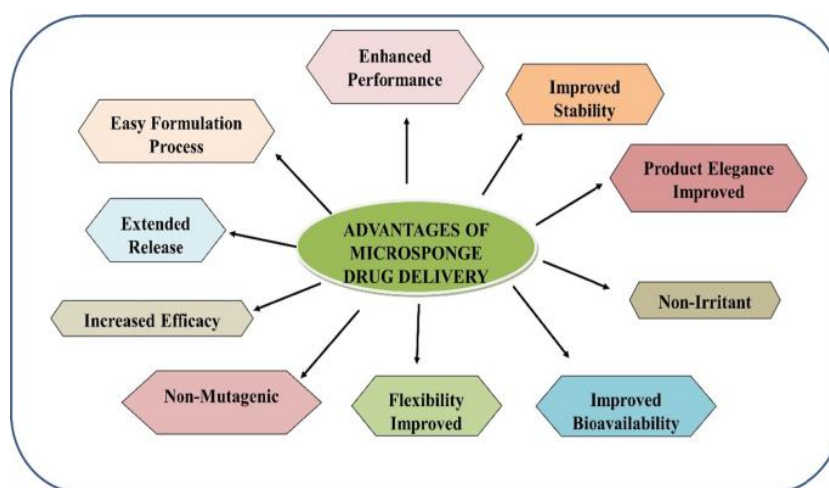 Enhanced
Performance
Improved
Stability
Easy Formulation
Process
Product Elegance
Improved
ADVANTAGES OF
MICROSPONGE
DRUG DELIVERY
Extended
Release
Non-Irritant
Increased Efficacy
Non-Mutagenic
Flexibility
Improved
Improved
Bioavailability